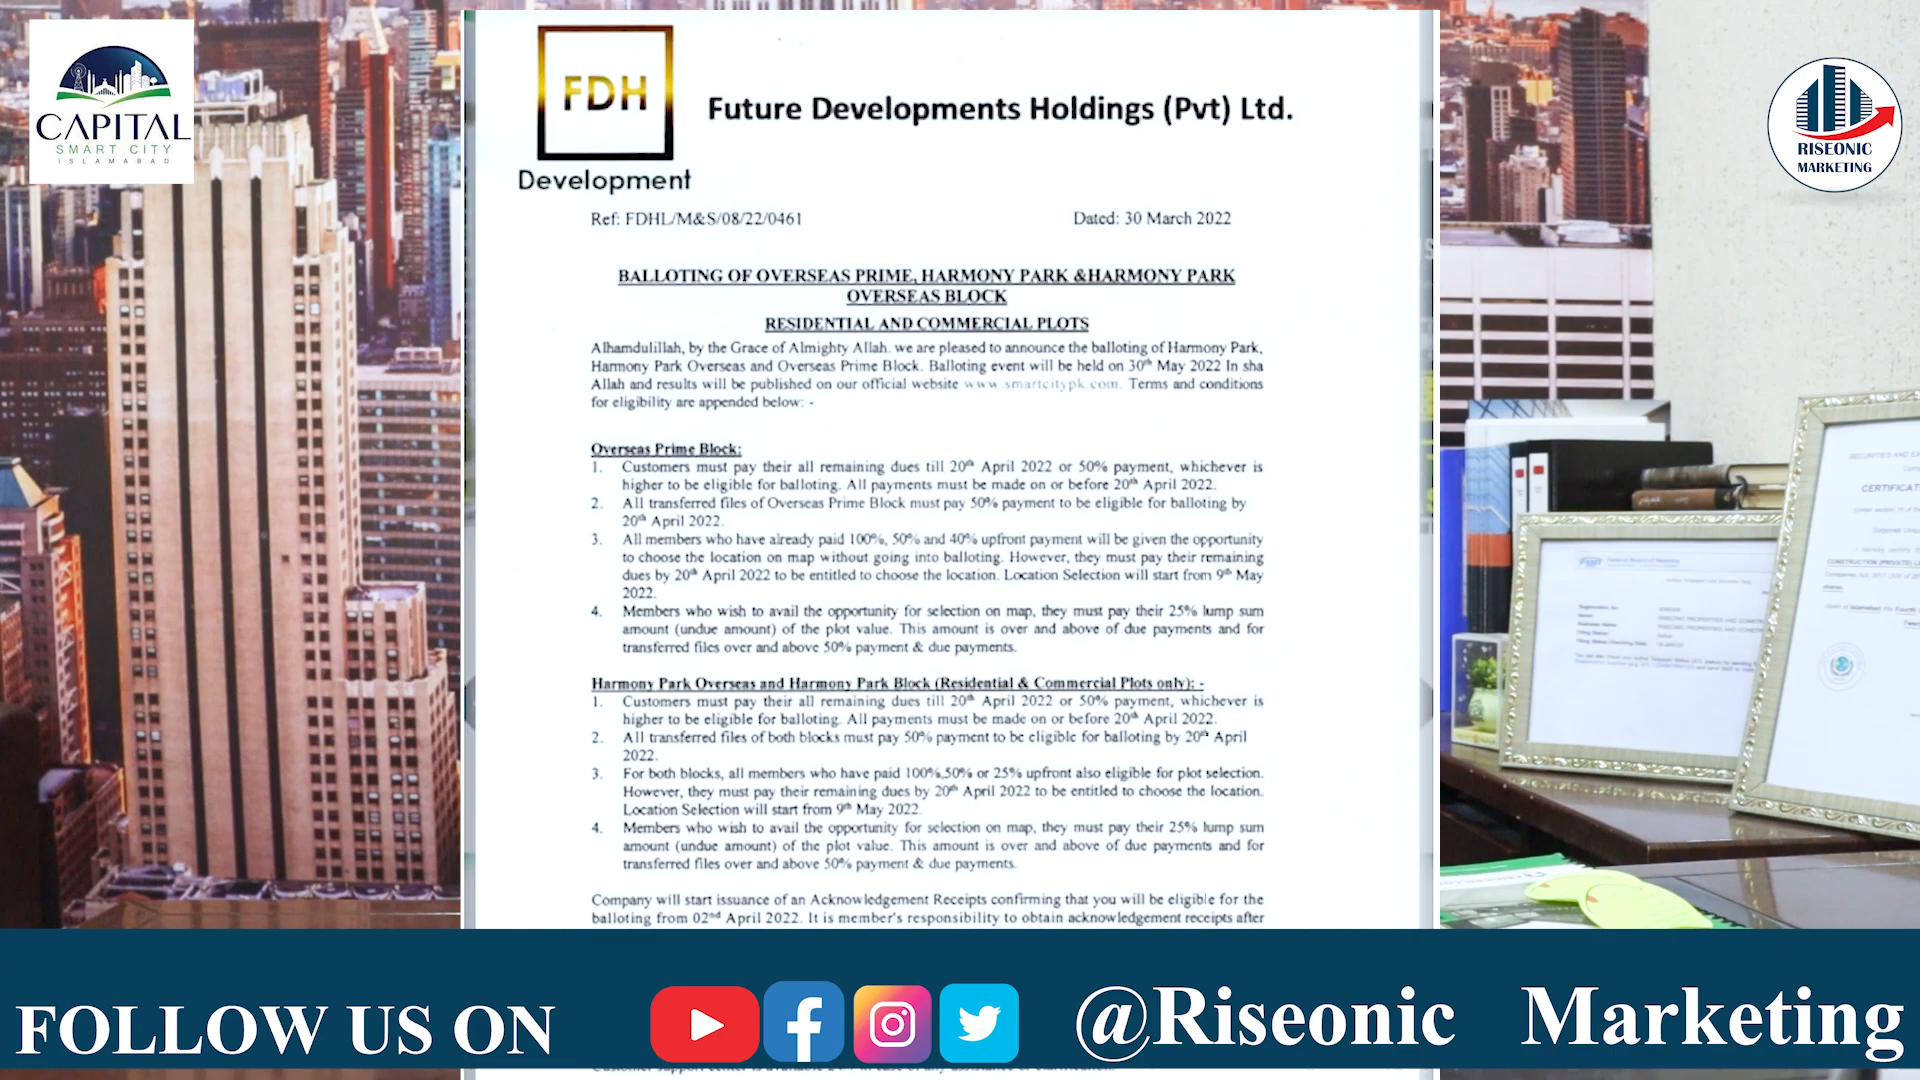 CAPITAL
SMART CITY
ISLAMABAD
FDH
Development
Future Developments Holdings (Pvt) Ltd.
RISEONIC
MARKETING
Ref: FDHL/M&S/08/22/0461
Dated: 30 March 2022
BALLOTING OF OVERSEAS PRIME, HARMONY PARK &HARMONY PARK
OVERSEAS BLOCK
RESIDENTIAL AND COMMERCIAL PLOTS
Alhamdulillah, by the Grace of Almighty Allah. we are pleased to announce the balloting of Harmony Park,
Harmony Park Overseas and Overseas Prime Block. Balloting event will be held on 30th May 2022 In sha
Allah and results will be published on our official website www.smartcitypk.com. Terms and conditions
for eligibility are appended below: -
Overseas Prime Block:
1. Customers must pay their all remaining dues till 20th April 2022 or 50% payment, whichever is
higher to be eligible for balloting. All payments must be made on or before 20th April 2022.
2. All transferred files of Overseas Prime Block must pay 50% payment to be eligible for balloting by
20th April 2022.
3. All members who have already paid 100%, 50% and 40% upfront payment will be given the opportunity
to choose the location on map without going into balloting. However, they must pay their remaining
dues by 20th April 2022 to be entitled to choose the location. Location Selection will start from 9th May
2022.
4. Members who wish to avail the opportunity for selection on map, they must pay their 25% lump sum
amount (undue amount) of the plot value. This amount is over and above of due payments and for
transferred files over and above 50% payment & due payments.
Harmony Park Overseas and Harmony Park Block (Residential & Commercial Plots only): -
1. Customers must pay their all remaining dues till 20th April 2022 or 50% payment, whichever is
higher to be eligible for balloting. All payments must be made on or before 20th April 2022.
2. All transferred files of both blocks must pay 50% payment to be eligible for balloting by 20th April
2022.
3. For both blocks, all members who have paid 100%,50% or 25% upfront also eligible for plot selection.
However, they must pay their remaining dues by 20th April 2022 to be entitled to choose the location.
Location Selection will start from 9th May 2022.
4. Members who wish to avail the opportunity for selection on map, they must pay their 25% lump sum
amount (undue amount) of the plot value. This amount is over and above of due payments and for
transferred files over and above 50% payment & due payments.
Company will start issuance of an Acknowledgement Receipts confirming that you will be eligible for the
balloting from 02nd April 2022. It is member's responsibility to obtain acknowledgement receipts after
FOLLOW US ON
@Riseonic Marketing